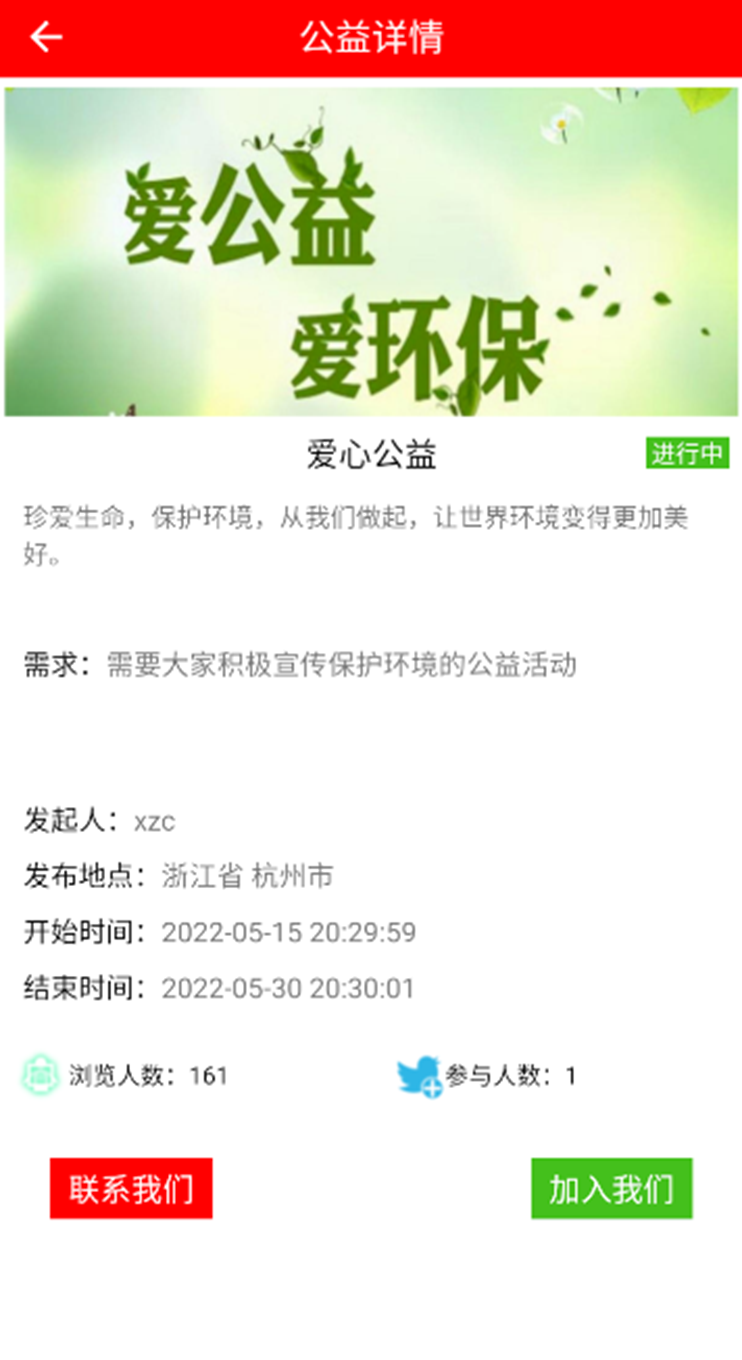 公益详情
爱公益
爱环保
爱心公益 进行中
珍爱生命，保护环境，从我们做起，让世界环境变得更加美
好。
需求：需要大家积极宣传保护环境的公益活动
发起人：xzc
发布地点：浙江省 杭州市
开始时间：2022-05-15 20:29:59
结束时间：2022-05-30 20:30:01
浏览人数：161 参与人数：1
联系我们 加入我们